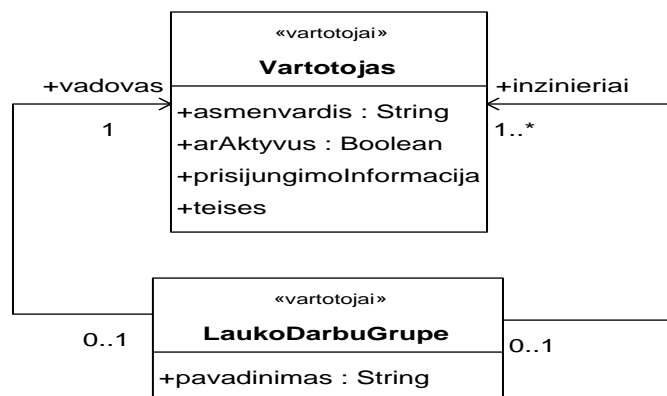 «vartotojai»
Vartotojas
+vadovas
+inzinieriai
+asmenvardis : String
1
1..*
+arAktyvus : Boolean
+prisijungimoInformacija
+teises
«vartotojai»
LaukoDarbuGrupe
0..1
0..1
+pavadinimas : String